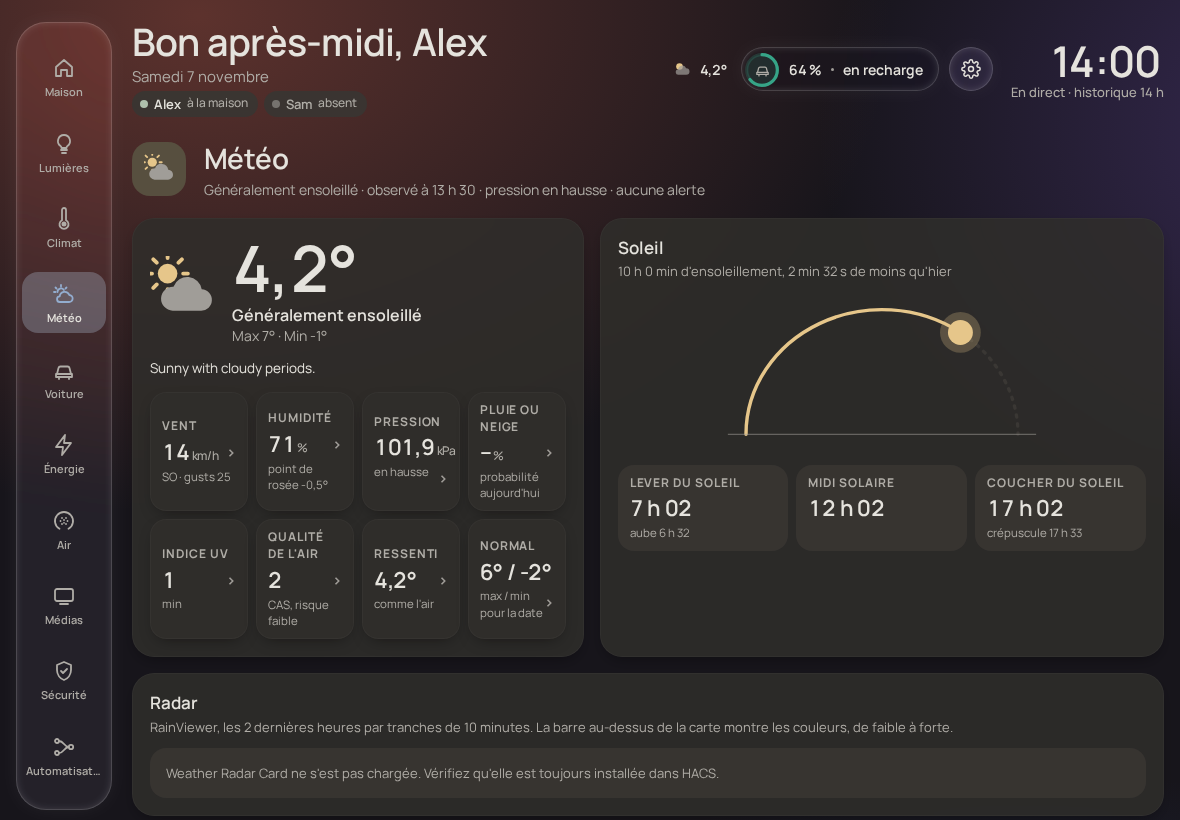 Bon après-midi, Alex
Samedi 7 novembre
Alex à la maison
Sam absent
4,2°
64 % · en recharge
14:00
En direct · historique 14 h
Maison
Lumières
Climat
Météo
Voiture
Énergie
Air
Médias
Sécurité
Automatisat…
Météo
Généralement ensoleillé · observé à 13 h 30 · pression en hausse · aucune alerte
4,2°
Généralement ensoleillé
Max 7° · Min -1°
Sunny with cloudy periods.
VENT
14 km/h
SO · gusts 25
HUMIDITÉ
71 %
point de
rosée -0,5°
PRESSION
101,9 kPa
en hausse
PLUIE OU
NEIGE
– %
probabilité
aujourd'hui
INDICE UV
1
min
QUALITÉ
DE L'AIR
2
CAS, risque
faible
RESSENTI
4,2°
comme l'air
NORMAL
6° / -2°
max / min
pour la date
Soleil
10 h 0 min d'ensoleillement, 2 min 32 s de moins qu'hier
LEVER DU SOLEIL
7 h 02
aube 6 h 32
MIDI SOLAIRE
12 h 02
COUCHER DU SOLEIL
17 h 02
crépuscule 17 h 33
Radar
RainViewer, les 2 dernières heures par tranches de 10 minutes. La barre au-dessus de la carte montre les couleurs, de faible à forte.
Weather Radar Card ne s'est pas chargée. Vérifiez qu'elle est toujours installée dans HACS.